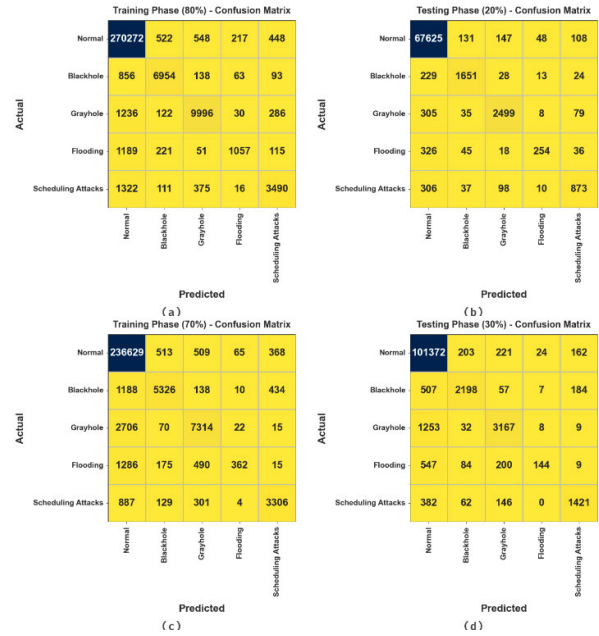 Training Phase (80%) - Confusion Matrix
Normal 270272 522 548 217 448
Blackhole 856 6954 138 63 93
Grayhole 1236 122 9996 30 286
Flooding 1189 221 51 1057 115
Scheduling Attacks 1322 111 375 16 3490
Actual
Normal Blackhole Grayhole Flooding Scheduling Attacks
Predicted
(a)
Testing Phase (20%) - Confusion Matrix
Normal 67625 131 147 48 108
Blackhole 229 1651 28 13 24
Grayhole 305 35 2499 8 79
Flooding 326 45 18 254 36
Scheduling Attacks 306 37 98 10 873
Actual
Normal Blackhole Grayhole Flooding Scheduling Attacks
Predicted
(b)
Training Phase (70%) - Confusion Matrix
Normal 236629 513 509 65 368
Blackhole 1188 5326 138 10 434
Grayhole 2706 70 7314 22 15
Flooding 1286 175 490 362 15
Scheduling Attacks 887 129 301 4 3306
Actual
Normal Blackhole Grayhole Flooding Scheduling Attacks
Predicted
(c)
Testing Phase (30%) - Confusion Matrix
Normal 101372 203 221 24 162
Blackhole 507 2198 57 7 184
Grayhole 1253 32 3167 8 9
Flooding 547 84 200 144 9
Scheduling Attacks 382 62 146 0 1421
Actual
Normal Blackhole Grayhole Flooding Scheduling Attacks
Predicted
(d)